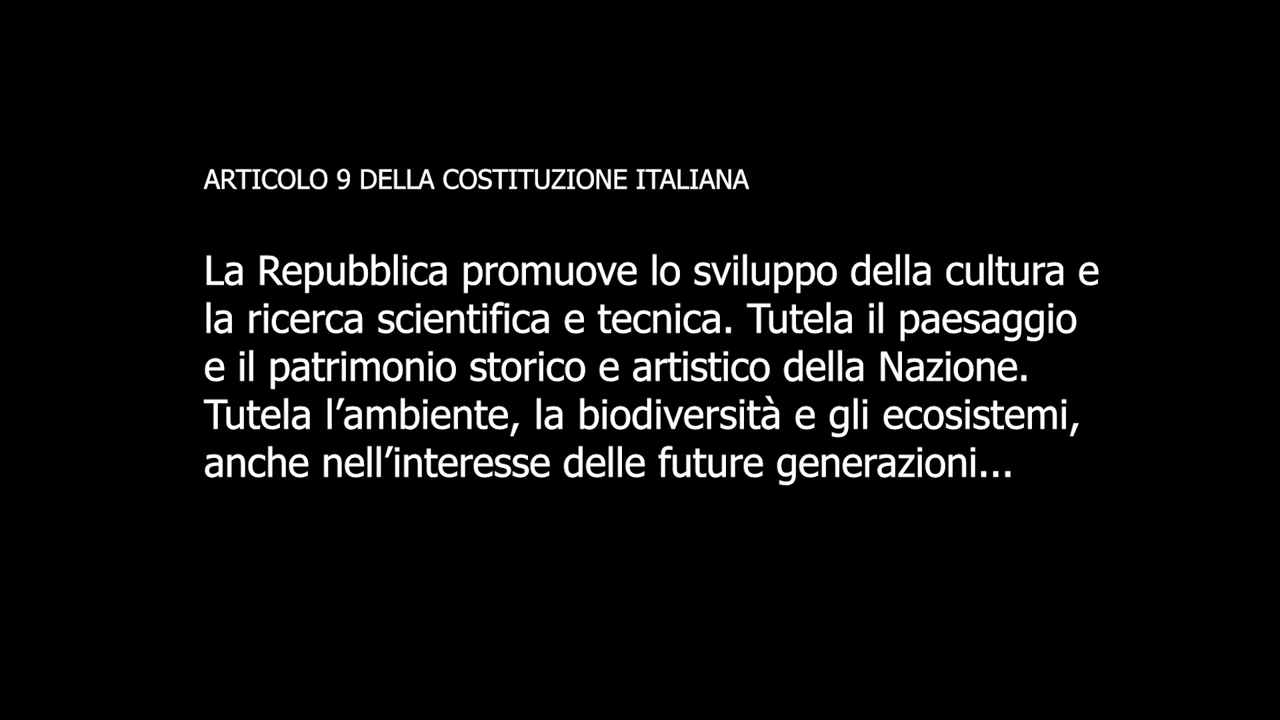 ARTICOLO 9 DELLA COSTITUZIONE ITALIANA
La Repubblica promuove lo sviluppo della cultura e
la ricerca scientifica e tecnica. Tutela il paesaggio
e il patrimonio storico e artistico della Nazione.
Tutela l’ambiente, la biodiversità e gli ecosistemi,
anche nell’interesse delle future generazioni...